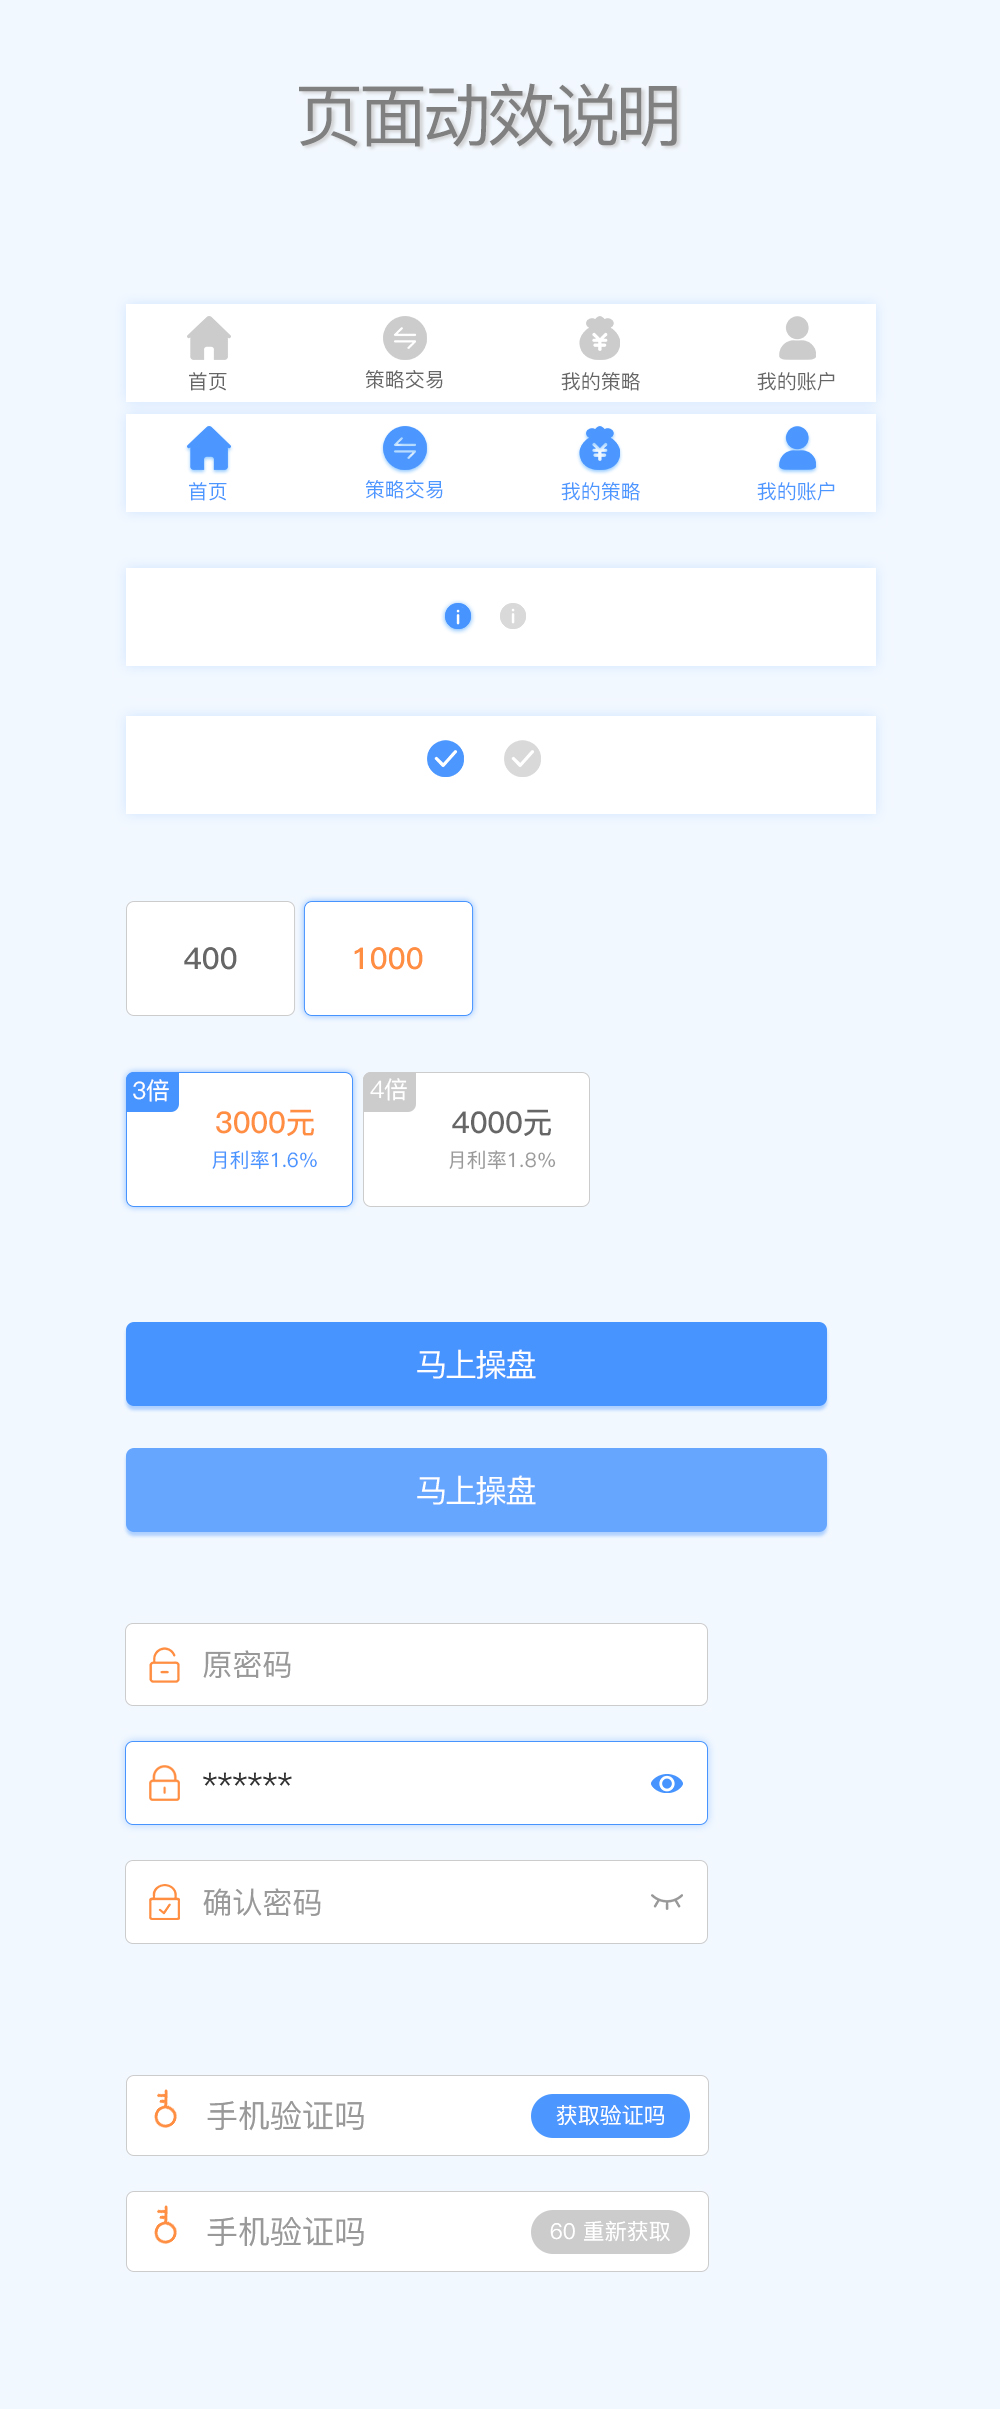 页面动效说明
首页 策略交易 我的策略 我的账户
首页 策略交易 我的策略 我的账户
400 1000
3倍 4倍
3000元 4000元
月利率1.6% 月利率1.8%
马上操盘
马上操盘
原密码
******
确认密码
手机验证吗 获取验证吗
手机验证吗 60 重新获取